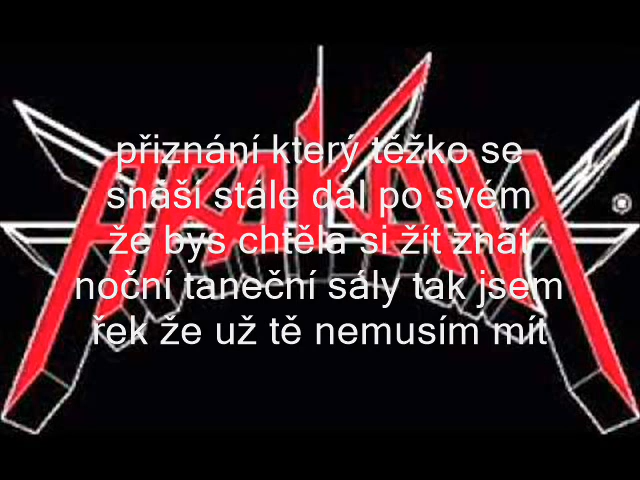 ARAKAIN
®
přiznání který těžko se
snáší stále dál po svém
že bys chtěla si žít znát
noční taneční sály tak jsem
řek že už tě nemusím mít